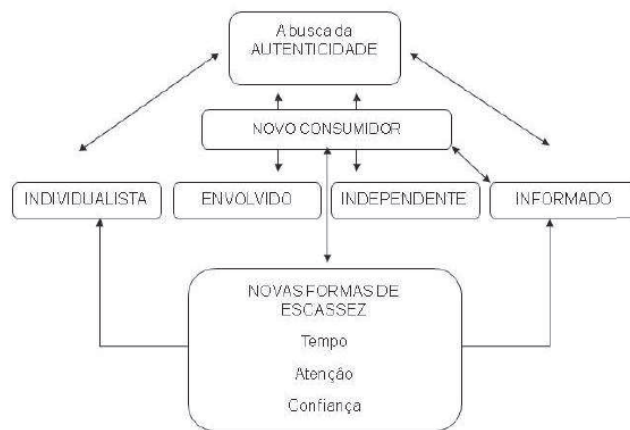 A busca da
AUTENTICIDADE
NOVO CONSUMIDOR
INDIVIDUALISTA
ENVOLVIDO
INDEPENDENTE
INFORMADO
NOVAS FORMAS DE
ESCASSEZ
Tempo
Atenção
Confiança